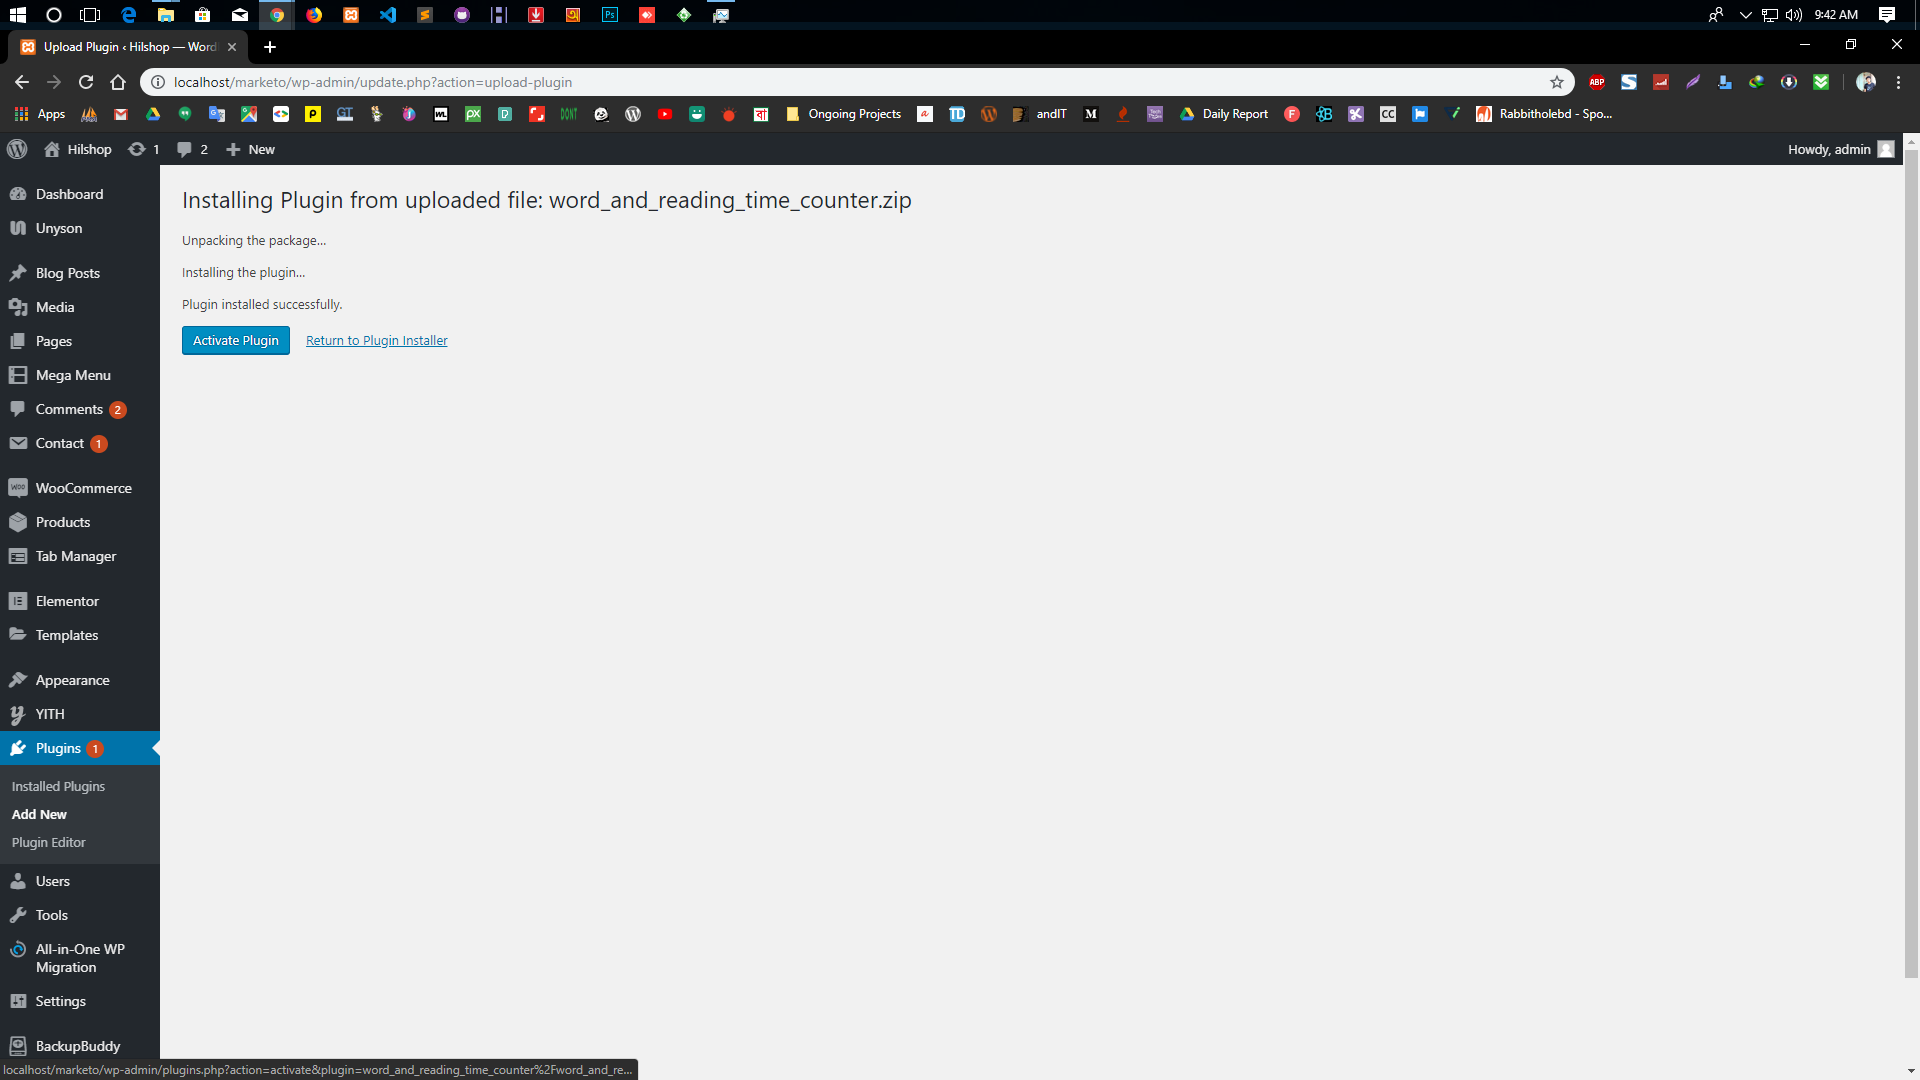 9:42 AM
Upload Plugin ‹ Hilshop — Word
localhost/marketo/wp-admin/update.php?action=upload-plugin
ABP
Apps
Ongoing Projects
andIT
Daily Report
Rabbitholebd - Spo...
Hilshop
1
2
New
Howdy, admin
Dashboard
Unyson
Blog Posts
Media
Pages
Mega Menu
Comments 2
Contact 1
WooCommerce
Products
Tab Manager
Elementor
Templates
Appearance
YITH
Plugins 1
Installed Plugins
Add New
Plugin Editor
Users
Tools
All-in-One WP
Migration
Settings
BackupBuddy
Installing Plugin from uploaded file: word_and_reading_time_counter.zip
Unpacking the package...
Installing the plugin...
Plugin installed successfully.
Activate Plugin
Return to Plugin Installer
localhost/marketo/wp-admin/plugins.php?action=activate&plugin=word_and_reading_time_counter%2Fword_and_re...